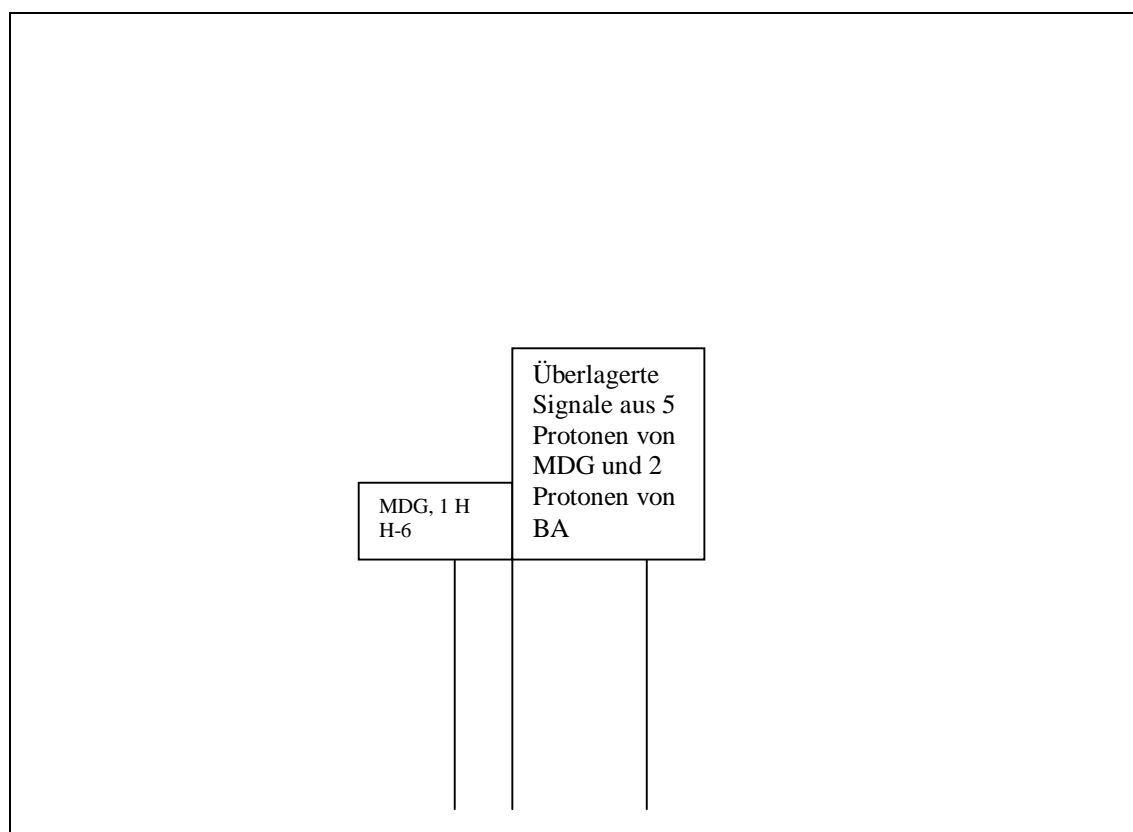 Überlagerte
Signale aus 5
Protonen von
MDG und 2
Protonen von
BA
MDG, 1 H
H-6